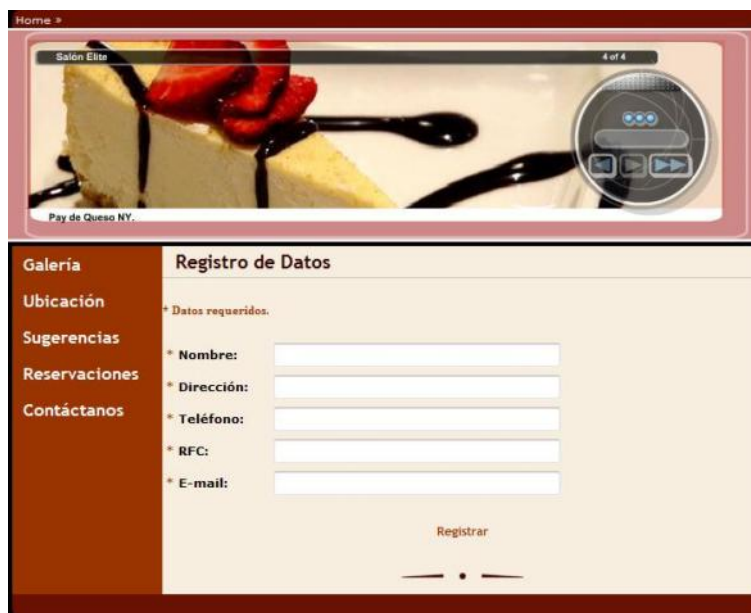 Home »
Salón Elite 4 of 4
Pay de Queso NY.
Galería
Ubicación
Sugerencias
Reservaciones
Contáctanos
Registro de Datos
* Datos requeridos.
* Nombre:
* Dirección:
* Teléfono:
* RFC:
* E-mail:
Registrar